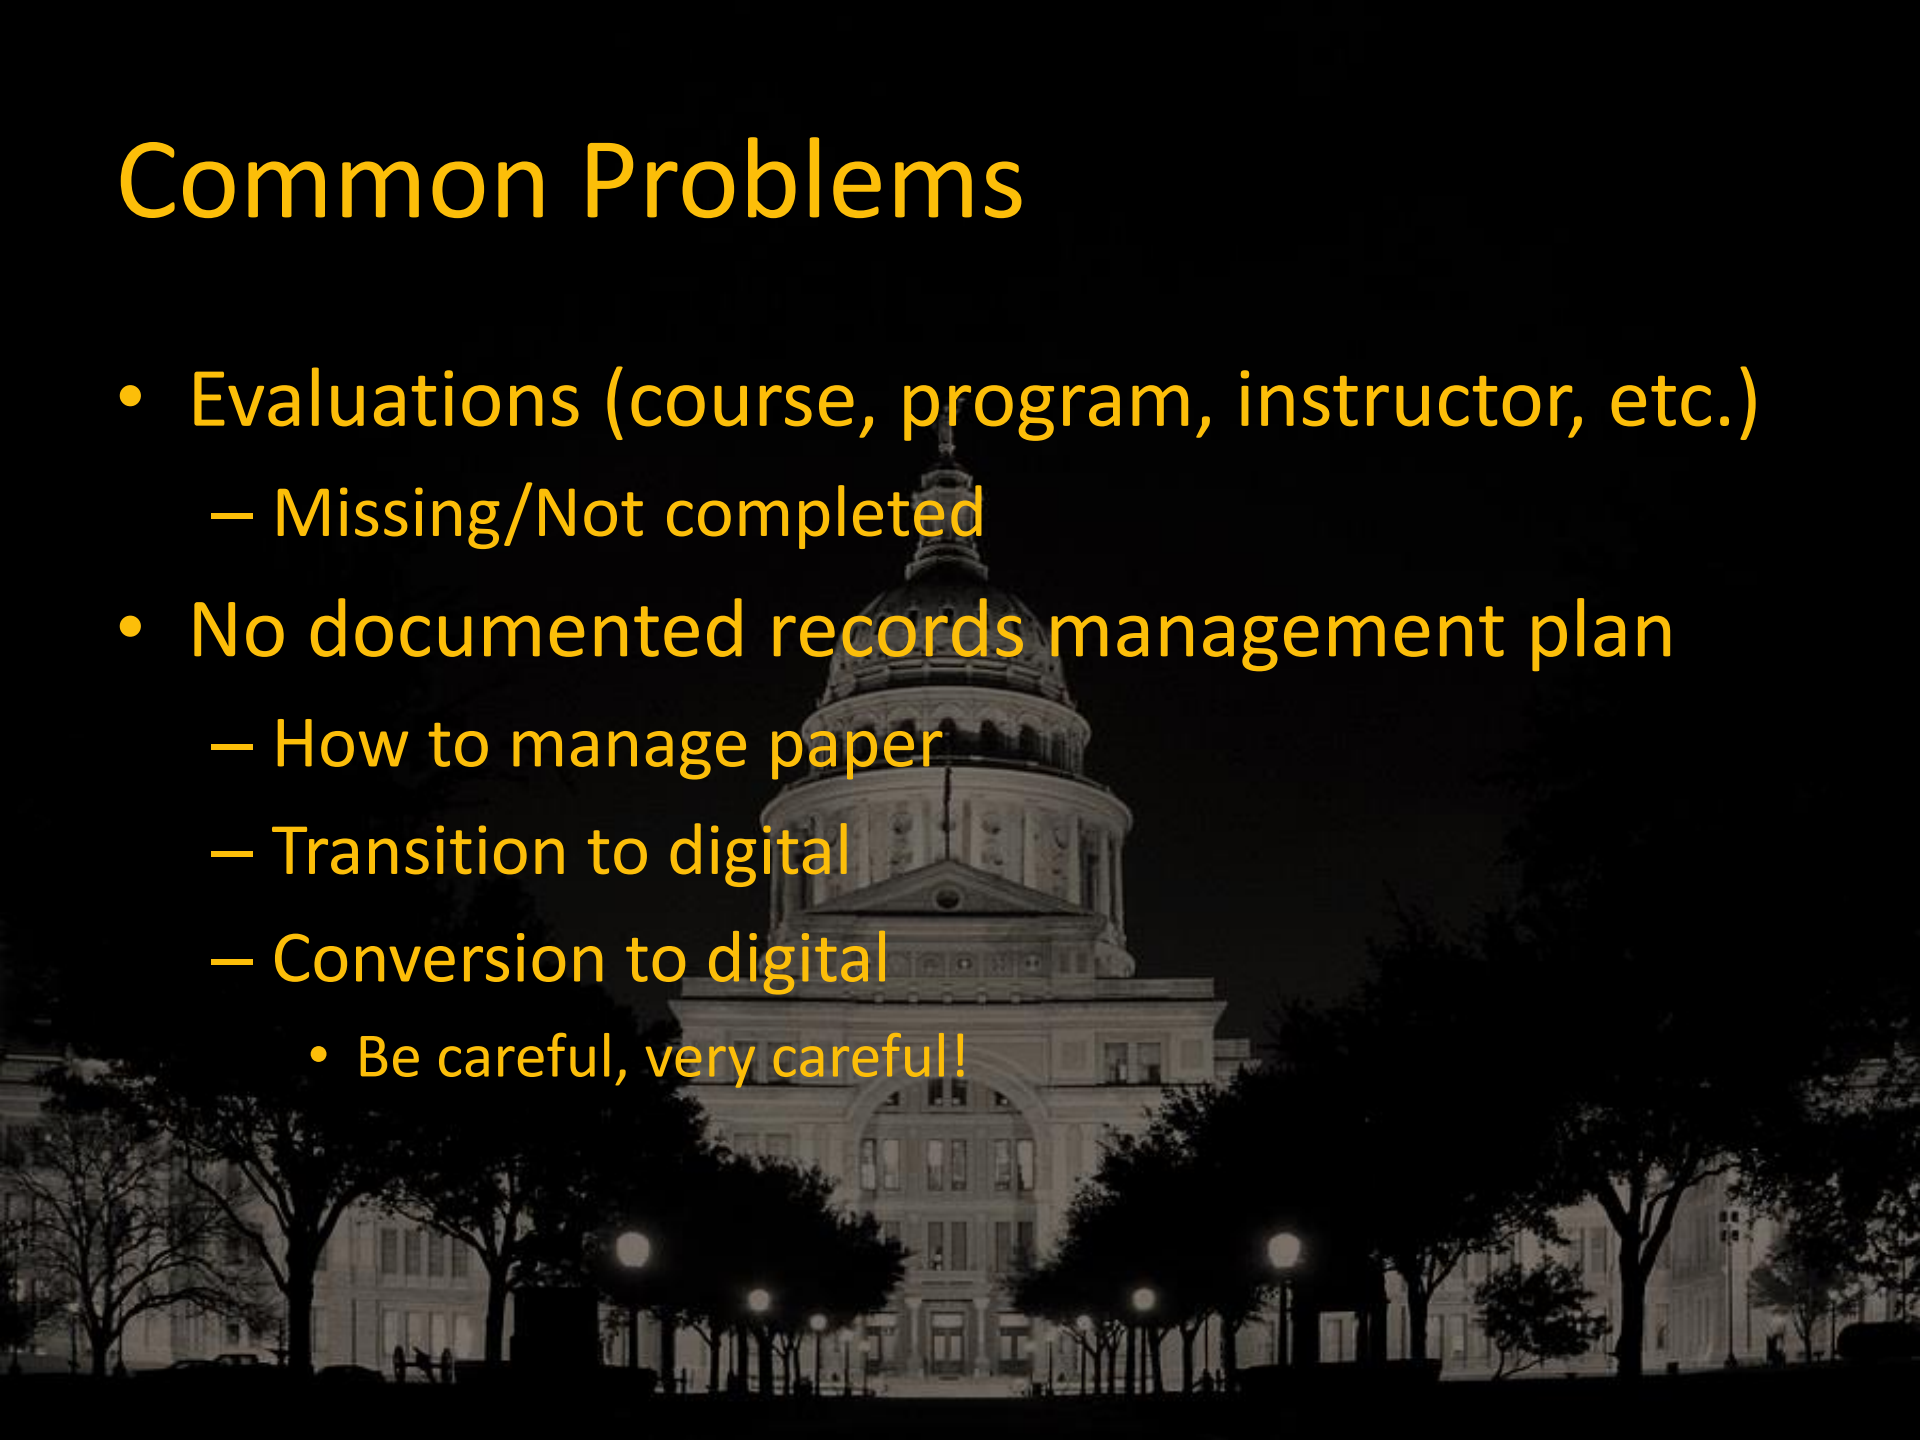 Common Problems
• Evaluations (course, program, instructor, etc.)
– Missing/Not completed
• No documented records management plan
– How to manage paper
– Transition to digital
– Conversion to digital
• Be careful, very careful!